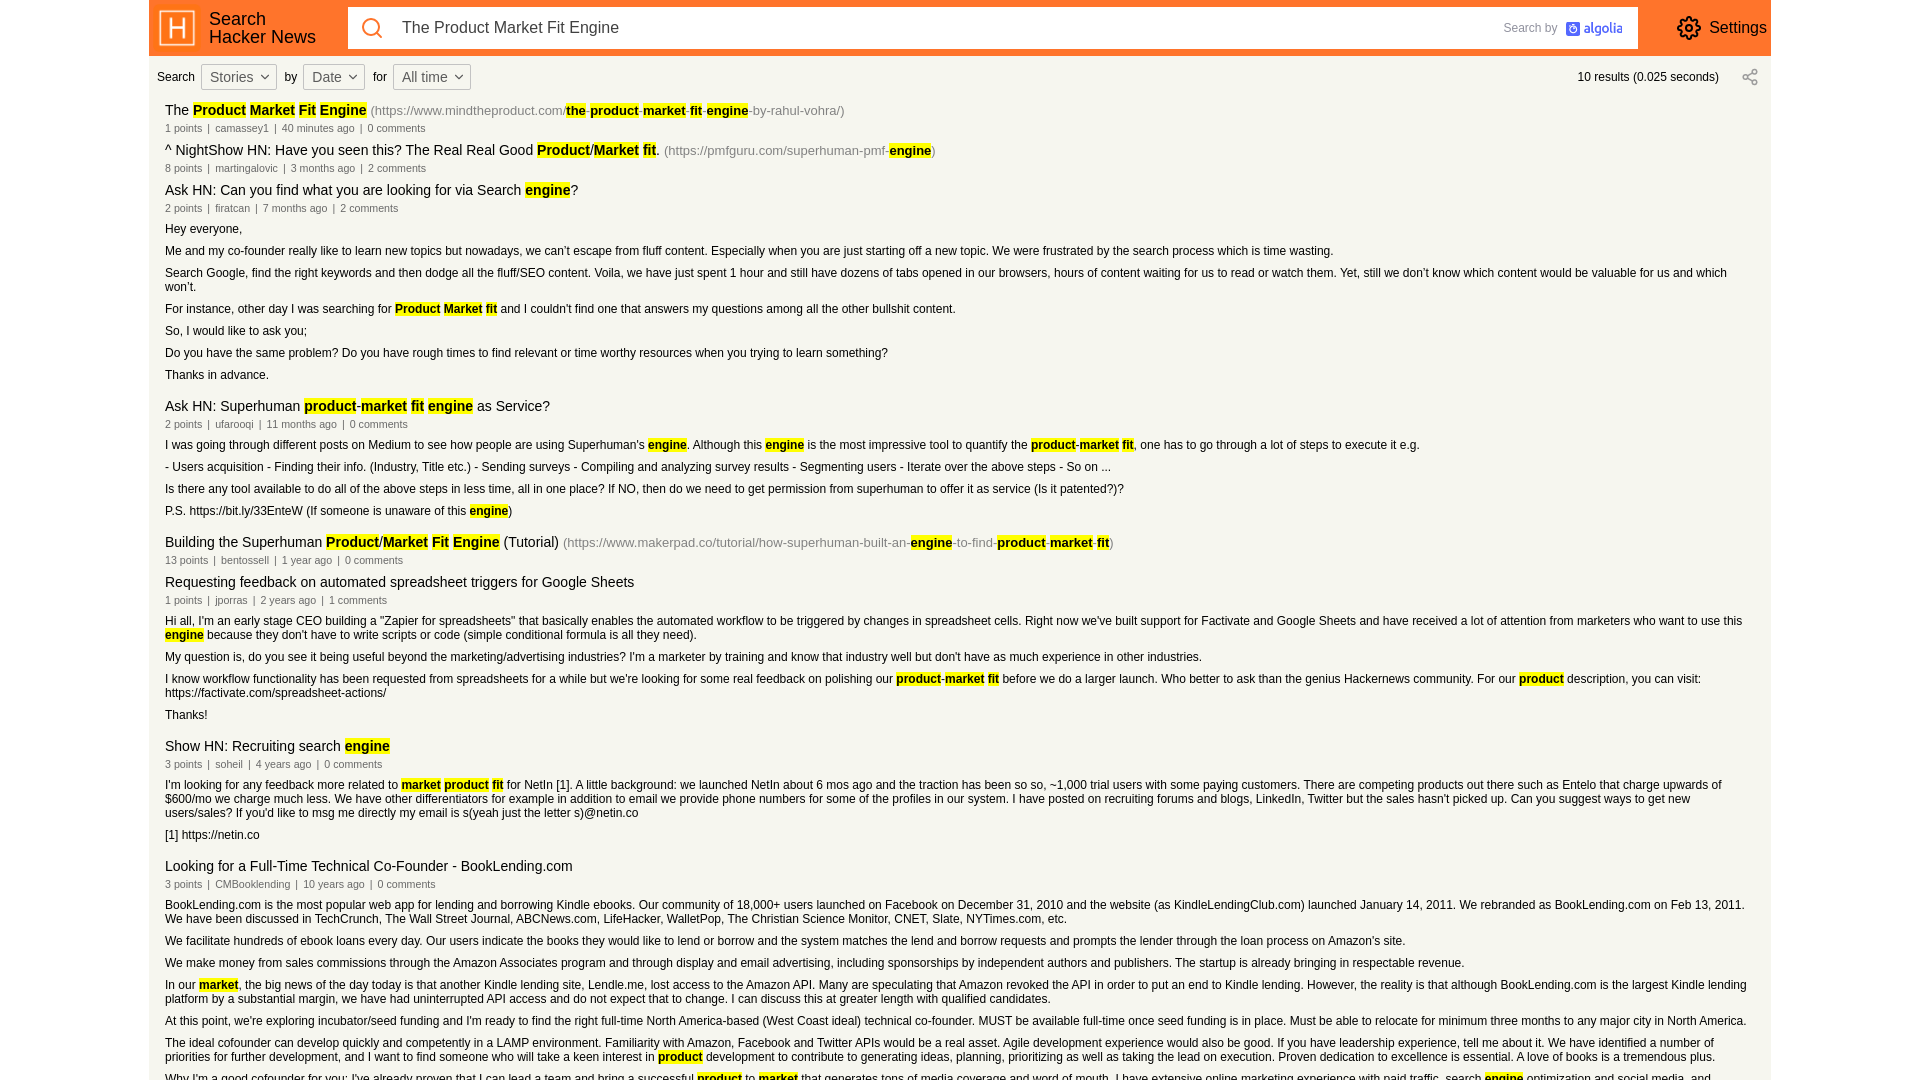 Search
Hacker News
The Product Market Fit Engine
Search by algolia
Settings
Search Stories by Date for All time
10 results (0.025 seconds)
The Product Market Fit Engine (https://www.mindtheproduct.com/the-product-market-fit-engine-by-rahul-vohra/)
1 points | camassey1 | 40 minutes ago | 0 comments
^ NightShow HN: Have you seen this? The Real Real Good Product/Market fit. (https://pmfguru.com/superhuman-pmf-engine)
8 points | martingalovic | 3 months ago | 2 comments
Ask HN: Can you find what you are looking for via Search engine?
2 points | firatcan | 7 months ago | 2 comments
Hey everyone,
Me and my co-founder really like to learn new topics but nowadays, we can’t escape from fluff content. Especially when you are just starting off a new topic. We were frustrated by the search process which is time wasting.
Search Google, find the right keywords and then dodge all the fluff/SEO content. Voila, we have just spent 1 hour and still have dozens of tabs opened in our browsers, hours of content waiting for us to read or watch them. Yet, still we don’t know which content would be valuable for us and which
won’t.
For instance, other day I was searching for Product Market fit and I couldn't find one that answers my questions among all the other bullshit content.
So, I would like to ask you;
Do you have the same problem? Do you have rough times to find relevant or time worthy resources when you trying to learn something?
Thanks in advance.
Ask HN: Superhuman product-market fit engine as Service?
2 points | ufarooqi | 11 months ago | 0 comments
I was going through different posts on Medium to see how people are using Superhuman's engine. Although this engine is the most impressive tool to quantify the product-market fit, one has to go through a lot of steps to execute it e.g.
- Users acquisition - Finding their info. (Industry, Title etc.) - Sending surveys - Compiling and analyzing survey results - Segmenting users - Iterate over the above steps - So on ...
Is there any tool available to do all of the above steps in less time, all in one place? If NO, then do we need to get permission from superhuman to offer it as service (Is it patented?)?
P.S. https://bit.ly/33EnteW (If someone is unaware of this engine)
Building the Superhuman Product/Market Fit Engine (Tutorial) (https://www.makerpad.co/tutorial/how-superhuman-built-an-engine-to-find-product-market-fit)
13 points | bentossell | 1 year ago | 0 comments
Requesting feedback on automated spreadsheet triggers for Google Sheets
1 points | jporras | 2 years ago | 1 comments
Hi all, I'm an early stage CEO building a "Zapier for spreadsheets" that basically enables the automated workflow to be triggered by changes in spreadsheet cells. Right now we've built support for Factivate and Google Sheets and have received a lot of attention from marketers who want to use this
engine because they don't have to write scripts or code (simple conditional formula is all they need).
My question is, do you see it being useful beyond the marketing/advertising industries? I'm a marketer by training and know that industry well but don't have as much experience in other industries.
I know workflow functionality has been requested from spreadsheets for a while but we're looking for some real feedback on polishing our product-market fit before we do a larger launch. Who better to ask than the genius Hackernews community. For our product description, you can visit:
https://factivate.com/spreadsheet-actions/
Thanks!
Show HN: Recruiting search engine
3 points | soheil | 4 years ago | 0 comments
I'm looking for any feedback more related to market product fit for NetIn [1]. A little background: we launched NetIn about 6 mos ago and the traction has been so so, ~1,000 trial users with some paying customers. There are competing products out there such as Entelo that charge upwards of
$600/mo we charge much less. We have other differentiators for example in addition to email we provide phone numbers for some of the profiles in our system. I have posted on recruiting forums and blogs, LinkedIn, Twitter but the sales hasn't picked up. Can you suggest ways to get new
users/sales? If you'd like to msg me directly my email is s(yeah just the letter s)@netin.co
[1] https://netin.co
Looking for a Full-Time Technical Co-Founder - BookLending.com
3 points | CMBooklending | 10 years ago | 0 comments
BookLending.com is the most popular web app for lending and borrowing Kindle ebooks. Our community of 18,000+ users launched on Facebook on December 31, 2010 and the website (as KindleLendingClub.com) launched January 14, 2011. We rebranded as BookLending.com on Feb 13, 2011.
We have been discussed in TechCrunch, The Wall Street Journal, ABCNews.com, LifeHacker, WalletPop, The Christian Science Monitor, CNET, Slate, NYTimes.com, etc.
We facilitate hundreds of ebook loans every day. Our users indicate the books they would like to lend or borrow and the system matches the lend and borrow requests and prompts the lender through the loan process on Amazon's site.
We make money from sales commissions through the Amazon Associates program and through display and email advertising, including sponsorships by independent authors and publishers. The startup is already bringing in respectable revenue.
In our market, the big news of the day today is that another Kindle lending site, Lendle.me, lost access to the Amazon API. Many are speculating that Amazon revoked the API in order to put an end to Kindle lending. However, the reality is that although BookLending.com is the largest Kindle lending
platform by a substantial margin, we have had uninterrupted API access and do not expect that to change. I can discuss this at greater length with qualified candidates.
At this point, we're exploring incubator/seed funding and I'm ready to find the right full-time North America-based (West Coast ideal) technical co-founder. MUST be available full-time once seed funding is in place. Must be able to relocate for minimum three months to any major city in North America.
The ideal cofounder can develop quickly and competently in a LAMP environment. Familiarity with Amazon, Facebook and Twitter APIs would be a real asset. Agile development experience would also be good. If you have leadership experience, tell me about it. We have identified a number of
priorities for further development, and I want to find someone who will take a keen interest in product development to contribute to generating ideas, planning, prioritizing as well as taking the lead on execution. Proven dedication to excellence is essential. A love of books is a tremendous plus.
Why I'm a good cofounder for you: I've already proven that I can lead a team and bring a successful product to market that generates tons of media coverage and word of mouth. I have extensive online marketing experience with paid traffic, search engine optimization and social media, and